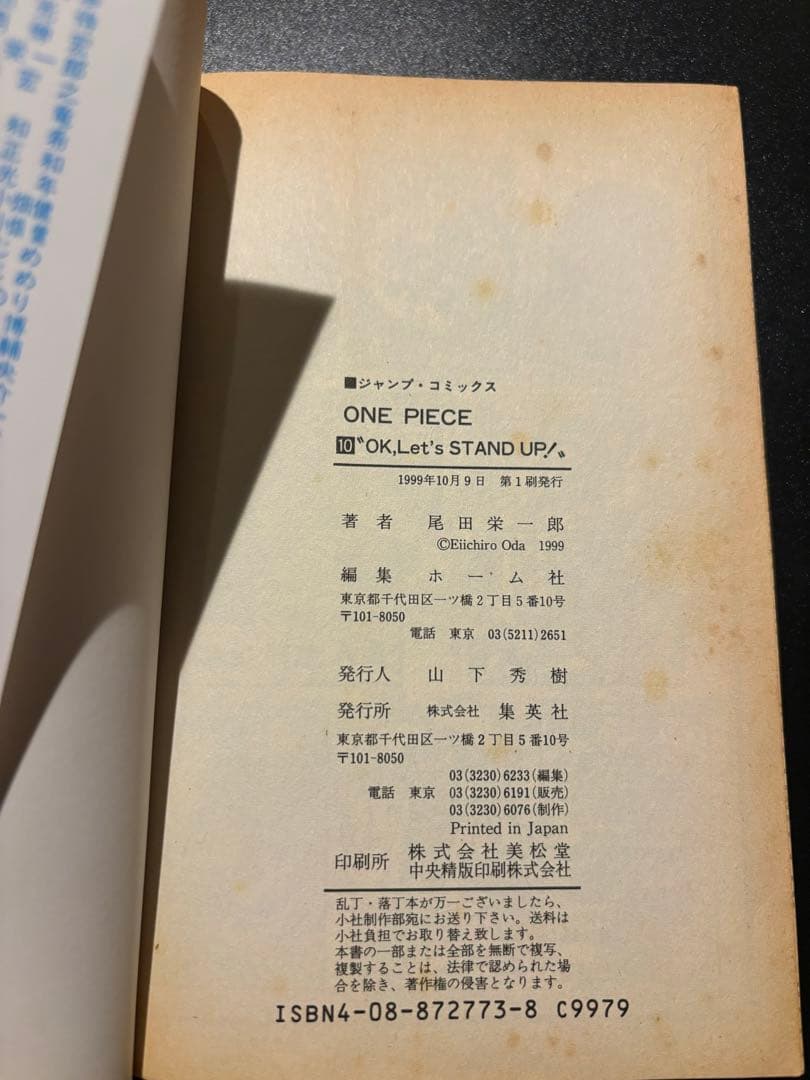 ■ジャンプ・コミックス
ONE PIECE
10〝OK,Let's STAND UP!〟
1999年10月9日 第1刷発行
著者 尾田栄一郎
©Eiichiro Oda 1999
編集 ホーム社
東京都千代田区一ツ橋2丁目5番10号
〒101-8050
電話 東京 03(5211)2651
発行人 山下秀樹
発行所 株式会社 集英社
東京都千代田区一ツ橋2丁目5番10号
〒101-8050
03(3230)6233(編集)
電話 東京 03(3230)6191(販売)
03(3230)6076(制作)
Printed in Japan
印刷所 株式会社美松堂
中央精版印刷株式会社
乱丁・落丁本が万一ございましたら、
小社制作部宛にお送り下さい。送料は
小社負担でお取り替え致します。
本書の一部または全部を無断で複写、
複製することは、法律で認められた場
合を除き、著作権の侵害となります。
ISBN4-08-872773-8 C9979